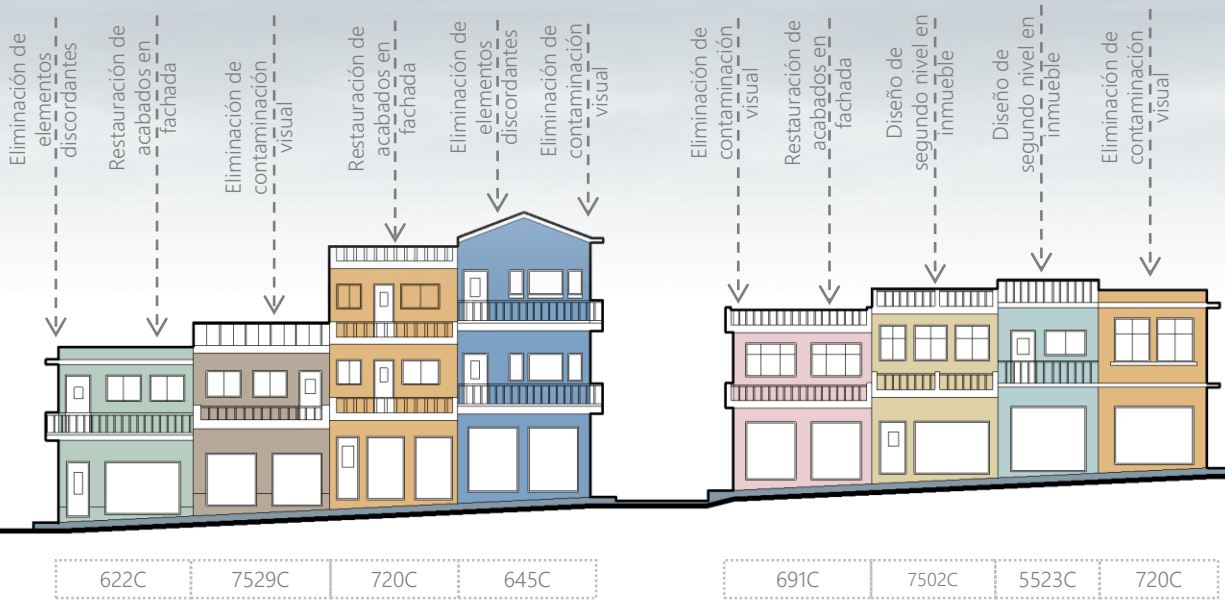 Eliminación de
elementos
discordantes
Restauración de
acabados en
fachada
Eliminación de
contaminación
visual
Restauración de
acabados en
fachada
Eliminación de
elementos
discordantes
Eliminación de
contaminación
visual
Eliminación de
contaminación
visual
Restauración de
acabados en
fachada
Diseño de
segundo nivel en
inmueble
Diseño de
segundo nivel en
inmueble
Eliminación de
contaminación
visual
622C
7529C
720C
645C
691C
7502C
5523C
720C